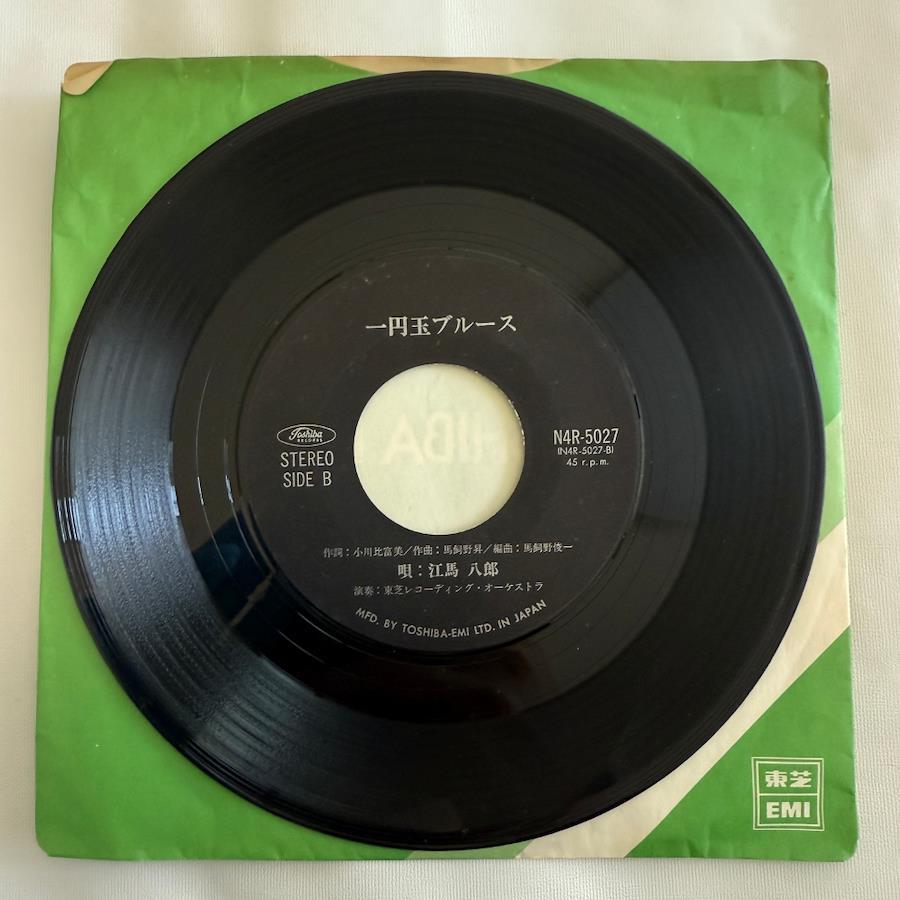 一円玉ブルース
Toshiba
RECORDS
STEREO
SIDE B
N4R-5027
(N4R-5027-B)
45 r.p.m.
HIBA
作詞:小川比富美/作曲:馬飼野昇/編曲:馬飼野俊一
唄:江馬 八郎
演奏:東芝レコーディング・オーケストラ
MFD. BY TOSHIBA-EMI LTD. IN JAPAN
東芝
EMI